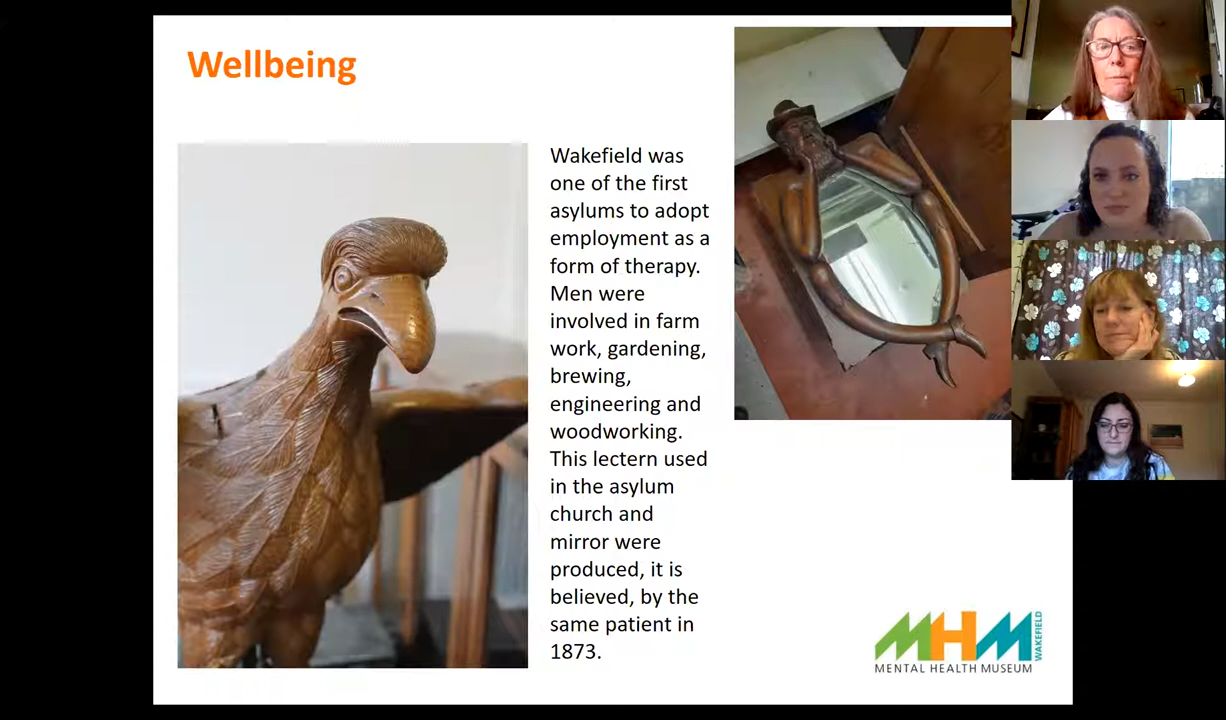 Wellbeing
Wakefield was
one of the first
asylums to adopt
employment as a
form of therapy.
Men were
involved in farm
work, gardening,
brewing,
engineering and
woodworking.
This lectern used
in the asylum
church and
mirror were
produced, it is
believed, by the
same patient in
1873.
MHM
WAKEFIELD
MENTAL HEALTH MUSEUM